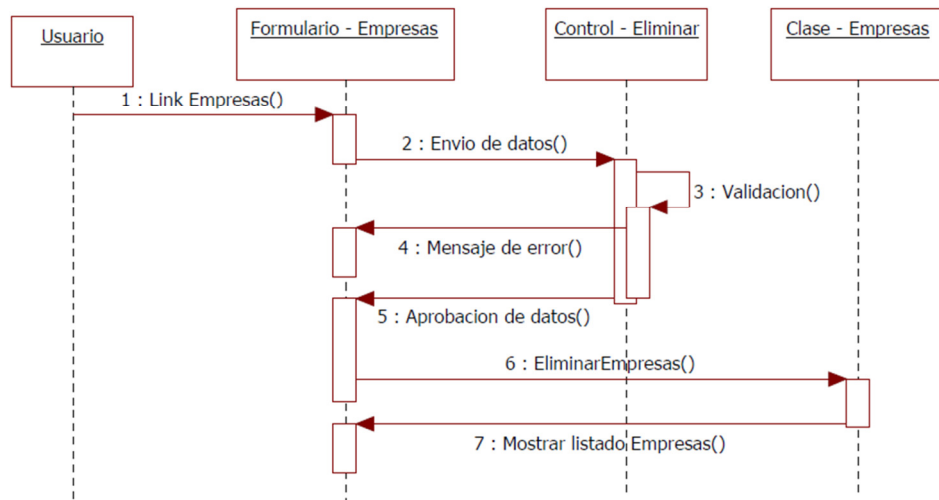 Usuario
Formulario - Empresas
Control - Eliminar
Clase - Empresas
1 : Link Empresas()
2 : Envio de datos()
3 : Validacion()
4 : Mensaje de error()
5 : Aprobacion de datos()
6 : EliminarEmpresas()
7 : Mostrar listado Empresas()